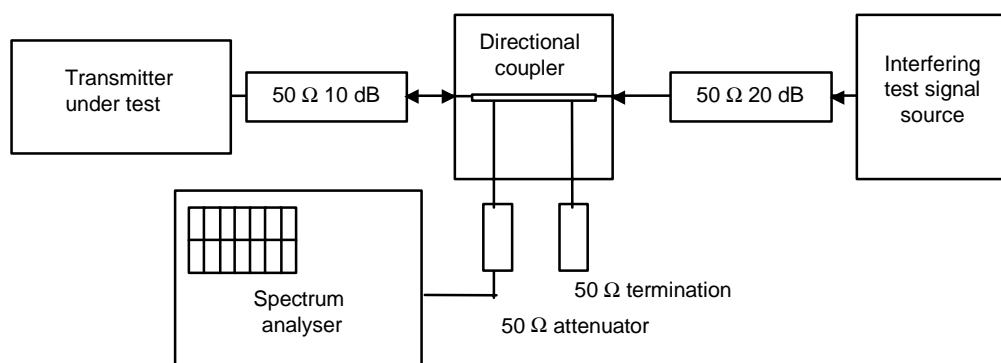 Transmitter
under test
50 Ω 10 dB
Directional
coupler
50 Ω 20 dB
Interfering
test signal
source
Spectrum
analyser
50 Ω termination
50 Ω attenuator